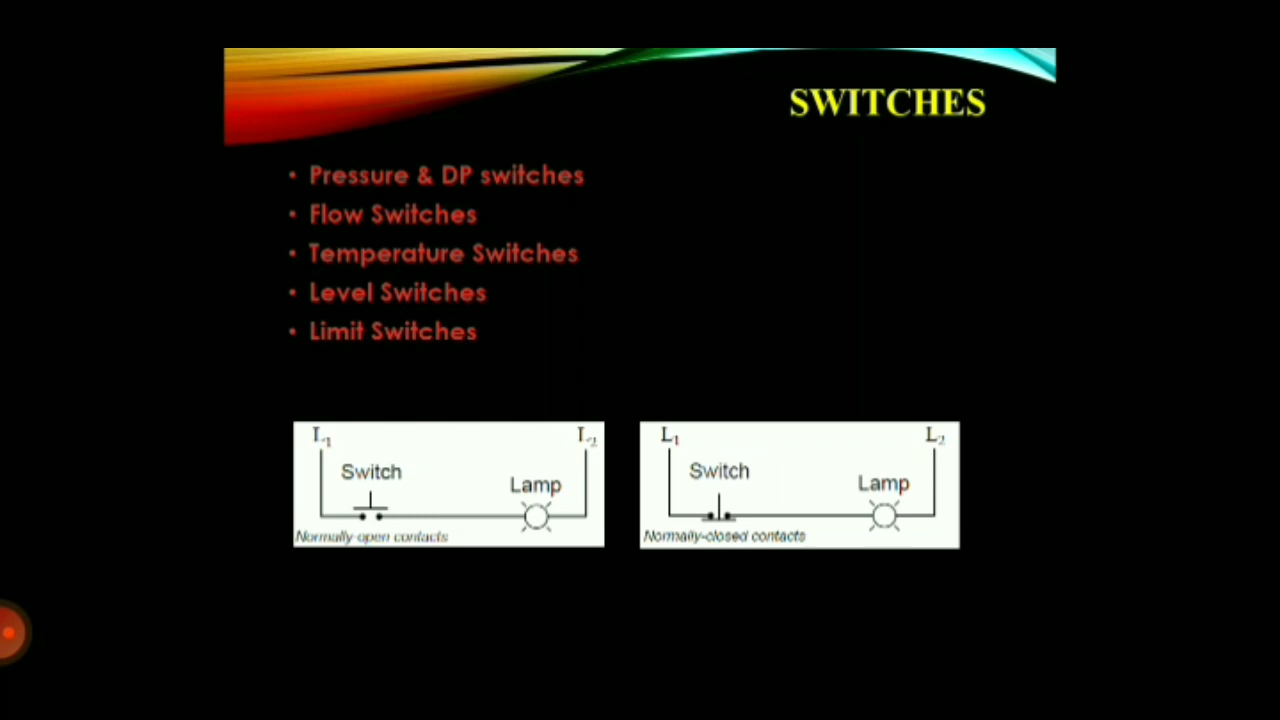 SWITCHES
• Pressure & DP switches
• Flow Switches
• Temperature Switches
• Level Switches
• Limit Switches
L1 L2
Switch
Lamp
Normally-open contacts
L1 L2
Switch
Lamp
Normally-closed contacts